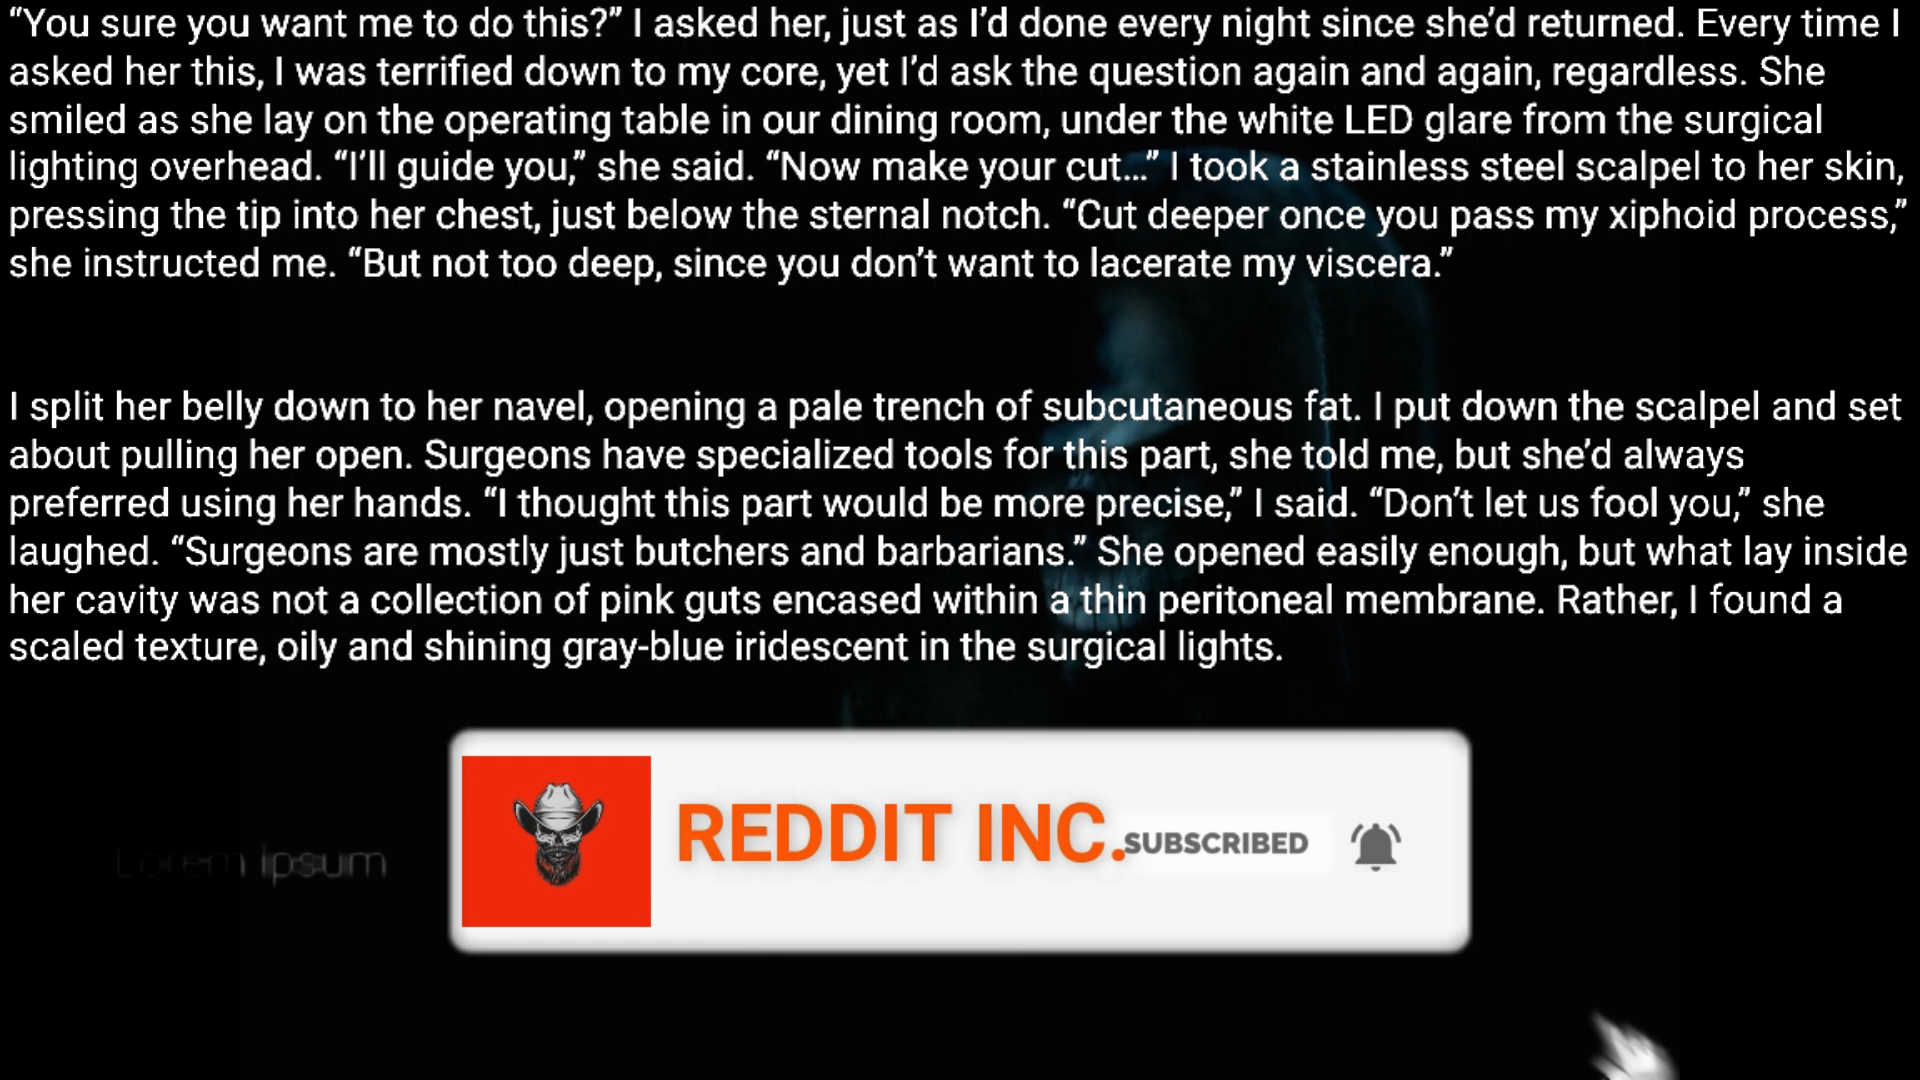 “You sure you want me to do this?” I asked her, just as I’d done every night since she’d returned. Every time I
asked her this, I was terrified down to my core, yet I’d ask the question again and again, regardless. She
smiled as she lay on the operating table in our dining room, under the white LED glare from the surgical
lighting overhead. “I’ll guide you,” she said. “Now make your cut…” I took a stainless steel scalpel to her skin,
pressing the tip into her chest, just below the sternal notch. “Cut deeper once you pass my xiphoid process,”
she instructed me. “But not too deep, since you don’t want to lacerate my viscera.”
I split her belly down to her navel, opening a pale trench of subcutaneous fat. I put down the scalpel and set
about pulling her open. Surgeons have specialized tools for this part, she told me, but she’d always
preferred using her hands. “I thought this part would be more precise,” I said. “Don’t let us fool you,” she
laughed. “Surgeons are mostly just butchers and barbarians.” She opened easily enough, but what lay inside
her cavity was not a collection of pink guts encased within a thin peritoneal membrane. Rather, I found a
scaled texture, oily and shining gray-blue iridescent in the surgical lights.
REDDIT INC. SUBSCRIBED
Lorem ipsum